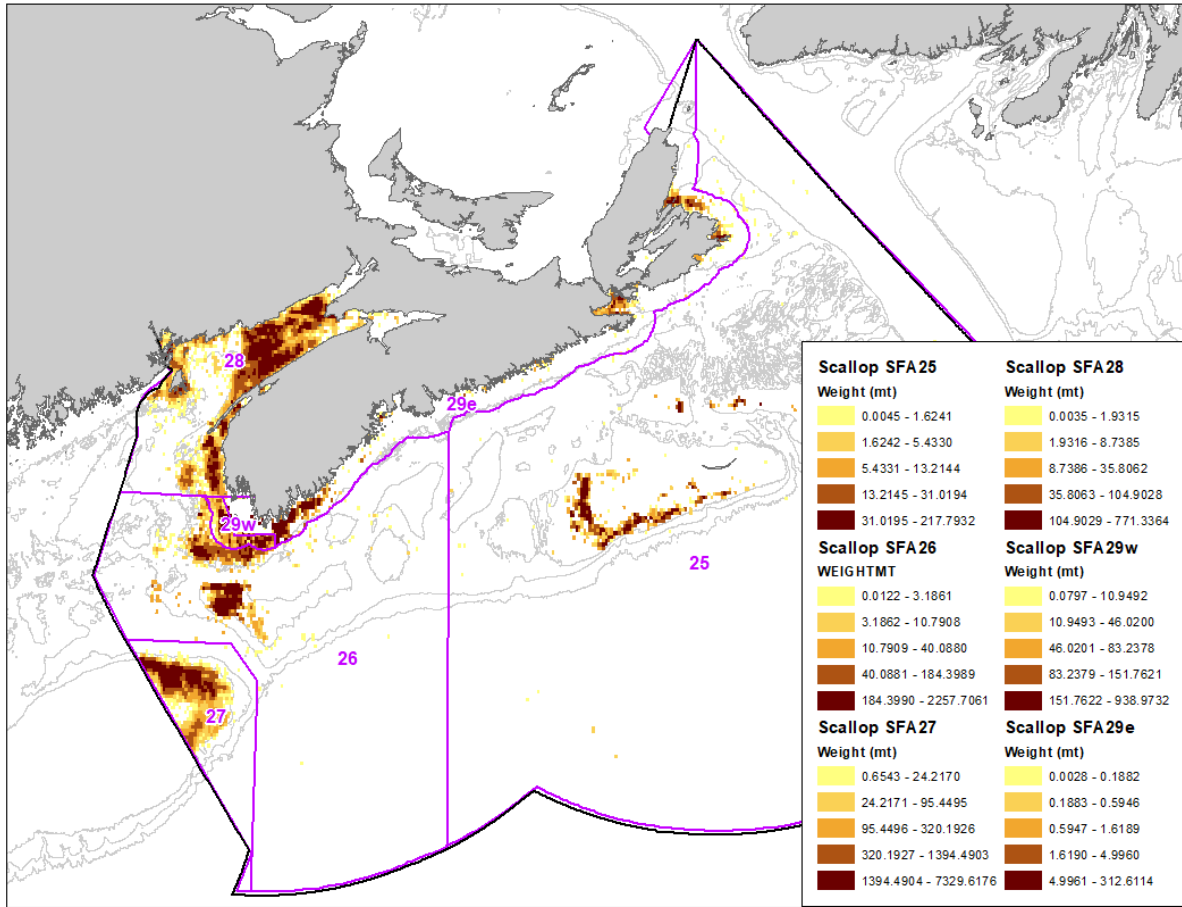 28
29e
29w
25
26
27
Scallop SFA25
Weight (mt)
0.0045 - 1.6241
1.6242 - 5.4330
5.4331 - 13.2144
13.2145 - 31.0194
31.0195 - 217.7932
Scallop SFA26
WEIGHTMT
0.0122 - 3.1861
3.1862 - 10.7908
10.7909 - 40.0880
40.0881 - 184.3989
184.3990 - 2257.7061
Scallop SFA27
Weight (mt)
0.6543 - 24.2170
24.2171 - 95.4495
95.4496 - 320.1926
320.1927 - 1394.4903
1394.4904 - 7329.6176
Scallop SFA28
Weight (mt)
0.0035 - 1.9315
1.9316 - 8.7385
8.7386 - 35.8062
35.8063 - 104.9028
104.9029 - 771.3364
Scallop SFA29w
Weight (mt)
0.0797 - 10.9492
10.9493 - 46.0200
46.0201 - 83.2378
83.2379 - 151.7621
151.7622 - 938.9732
Scallop SFA29e
Weight (mt)
0.0028 - 0.1882
0.1883 - 0.5946
0.5947 - 1.6189
1.6190 - 4.9960
4.9961 - 312.6114